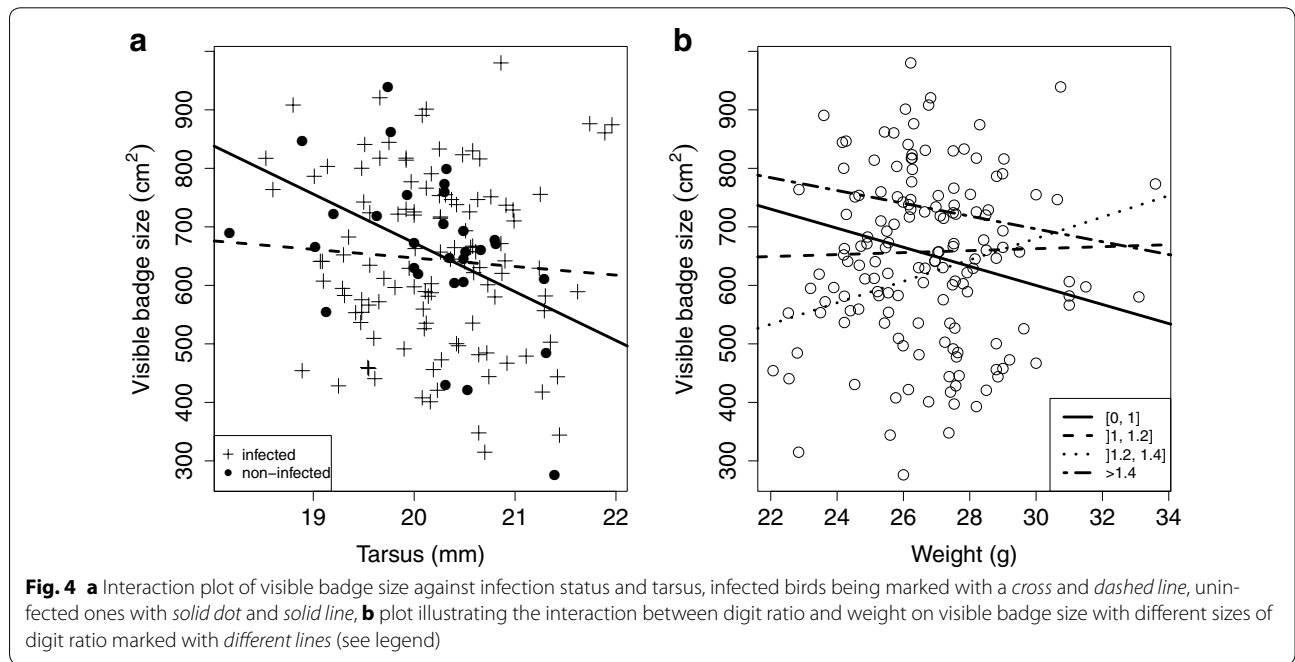 a
b
Visible badge size (cm²)
900
800
700
600
500
400
300
+ infected
● non−infected
19
20
21
22
Tarsus (mm)
Visible badge size (cm²)
900
800
700
600
500
400
300
[0, 1]
]1, 1.2]
]1.2, 1.4]
>1.4
22
24
26
28
30
32
34
Weight (g)
Fig. 4 a Interaction plot of visible badge size against infection status and tarsus, infected birds being marked with a cross and dashed line, unin-
fected ones with solid dot and solid line, b plot illustrating the interaction between digit ratio and weight on visible badge size with different sizes of
digit ratio marked with different lines (see legend)